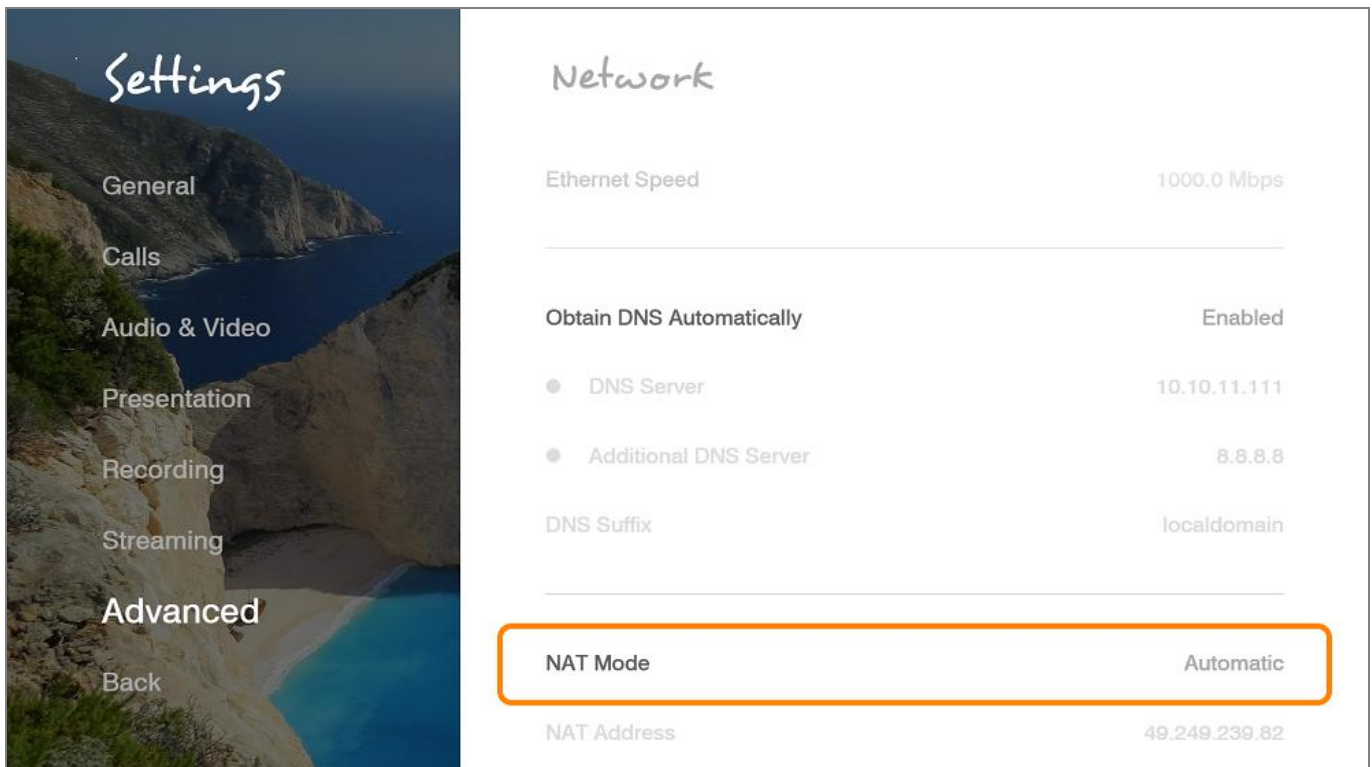 Settings
General
Calls
Audio & Video
Presentation
Recording
Streaming
Advanced
Back
Network
Ethernet Speed 1000.0 Mbps
Obtain DNS Automatically Enabled
DNS Server 10.10.11.111
Additional DNS Server 8.8.8.8
DNS Suffix localdomain
NAT Mode Automatic
NAT Address 49.249.239.82